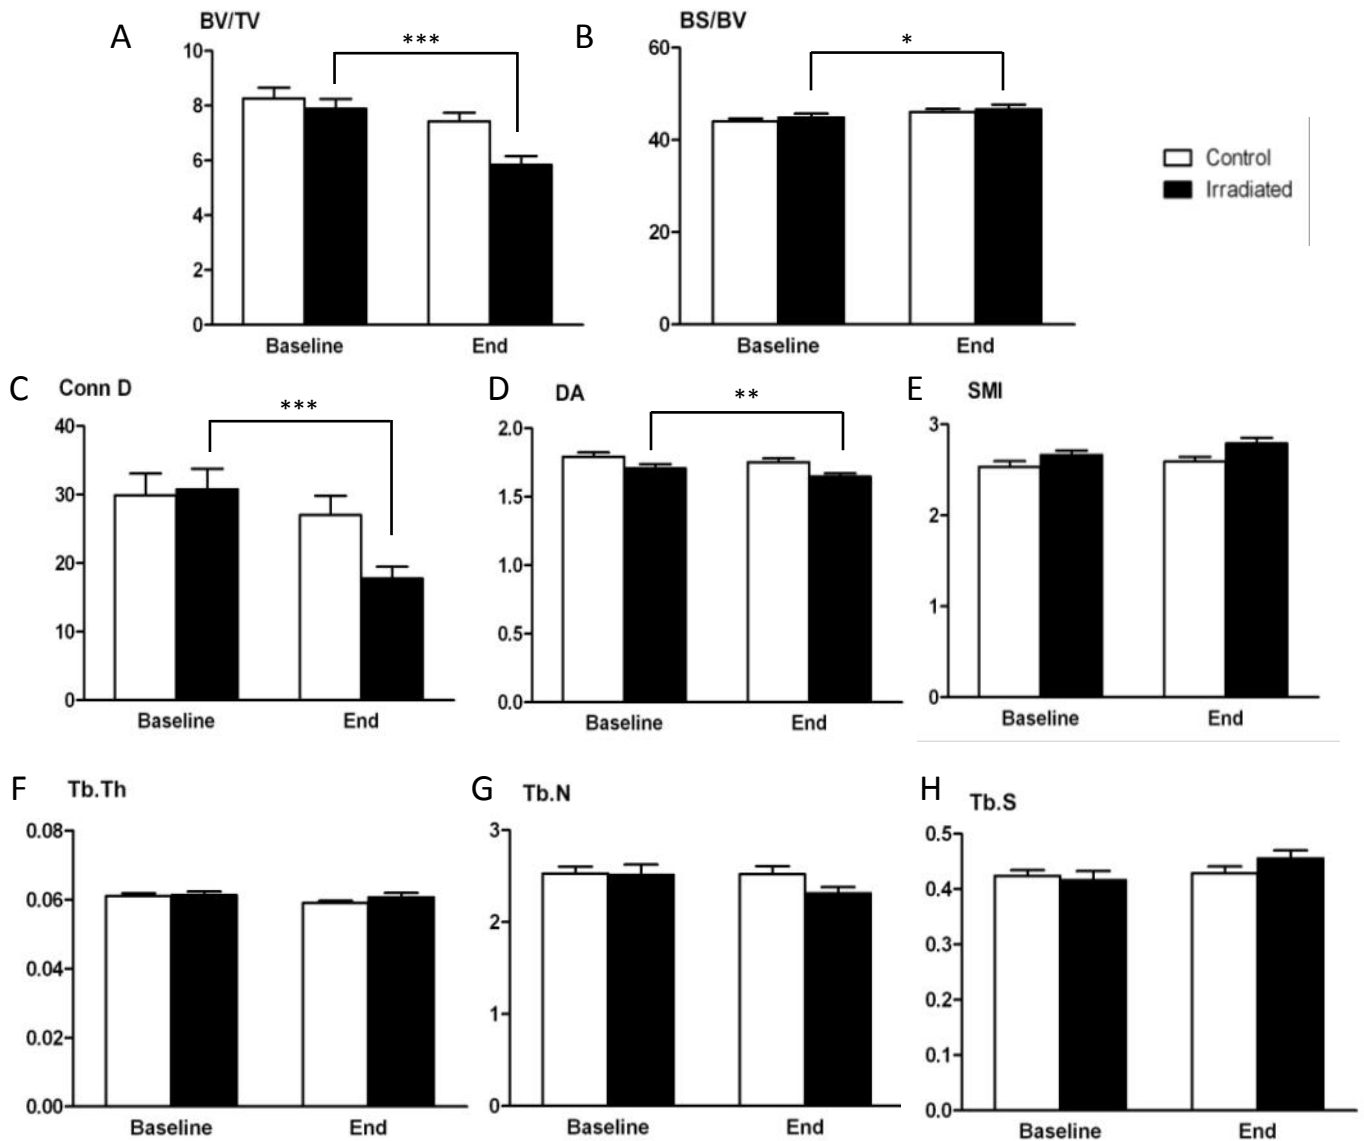 A BV/TV
***
10
8
6
4
2
0
Baseline End
B BS/BV
*
60
40
20
0
Baseline End
Control
Irradiated
C Conn D
***
40
30
20
10
0
Baseline End
D DA
**
2.0
1.5
1.0
0.5
0.0
Baseline End
E SMI
3
2
1
0
Baseline End
F Tb.Th
0.08
0.06
0.04
0.02
0.00
Baseline End
G Tb.N
3
2
1
0
Baseline End
H Tb.S
0.5
0.4
0.3
0.2
0.1
0.0
Baseline End